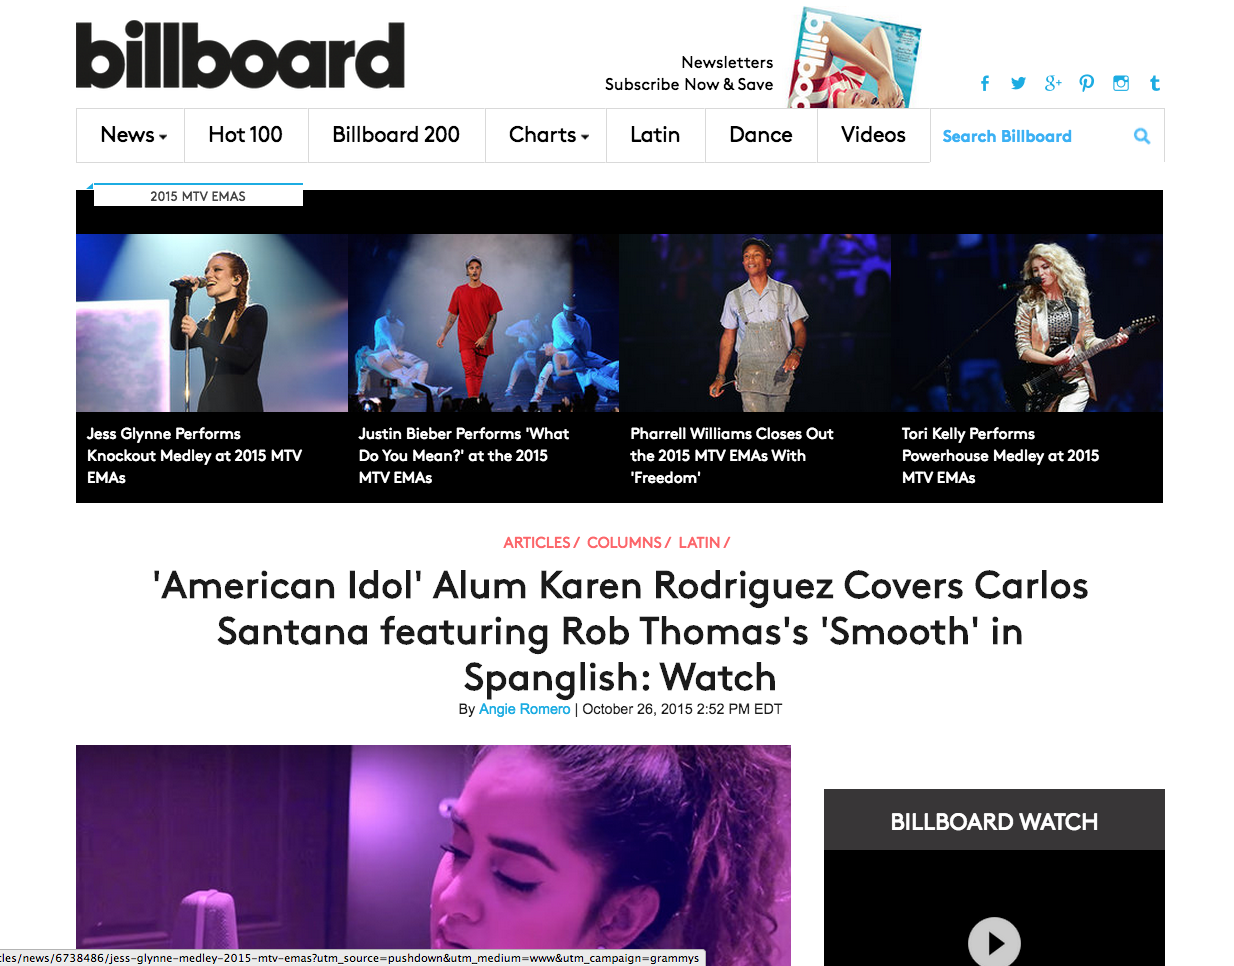 billboard
Newsletters
Subscribe Now & Save
billboa
News
Hot 100
Billboard 200
Charts
Latin
Dance
Videos
Search Billboard
2015 MTV EMAS
Jess Glynne Performs
Knockout Medley at 2015 MTV
EMAs
Justin Bieber Performs 'What
Do You Mean?' at the 2015
MTV EMAs
Pharrell Williams Closes Out
the 2015 MTV EMAs With
'Freedom'
Tori Kelly Performs
Powerhouse Medley at 2015
MTV EMAs
ARTICLES / COLUMNS / LATIN /
'American Idol' Alum Karen Rodriguez Covers Carlos
Santana featuring Rob Thomas's 'Smooth' in
Spanglish: Watch
By Angie Romero | October 26, 2015 2:52 PM EDT
BILLBOARD WATCH
cles/news/6738486/jess-glynne-medley-2015-mtv-emas?utm_source=pushdown&utm_medium=www&utm_campaign=grammys